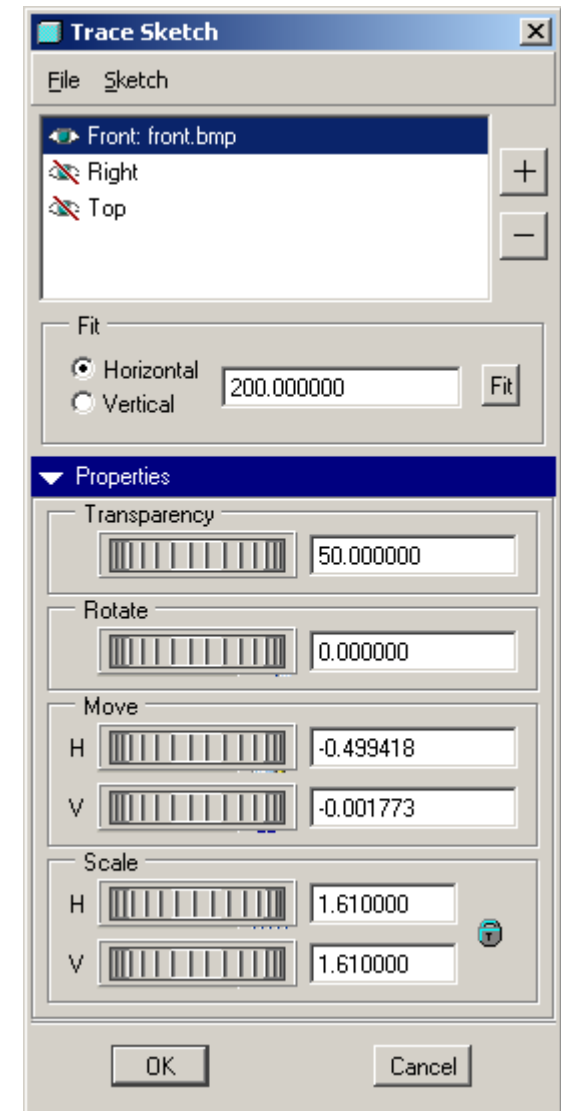 Trace Sketch
File Sketch
Front: front.bmp
Right
Top
+
−
Fit
Horizontal
Vertical
200.000000
Fit
Properties
Transparency
50.000000
Rotate
0.000000
Move
H -0.499418
V -0.001773
Scale
H 1.610000
V 1.610000
OK Cancel